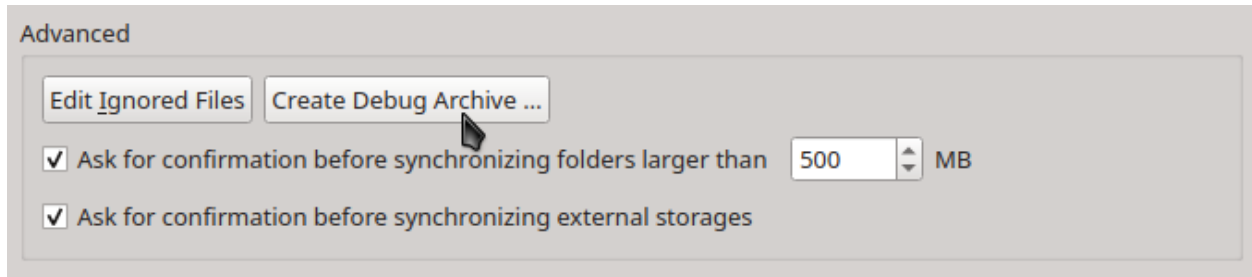 Advanced
Edit Ignored Files Create Debug Archive ...
Ask for confirmation before synchronizing folders larger than 500 MB
Ask for confirmation before synchronizing external storages